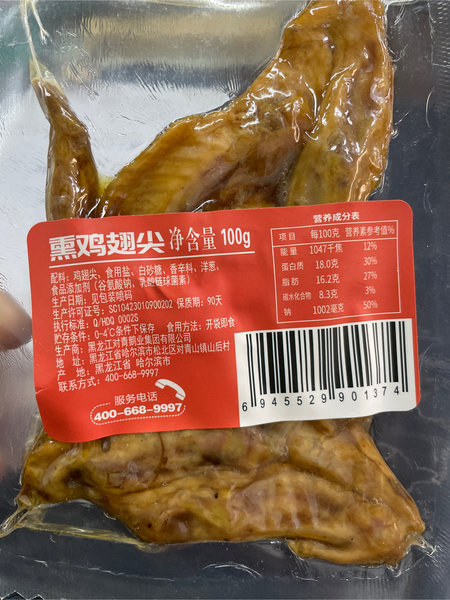 熏鸡翅尖 净含量 100g
配料：鸡翅尖、食用盐、白砂糖、香辛料、洋葱、
食品添加剂（谷氨酸钠、乳酸链球菌素）
生产日期：见包装喷码
生产许可证号：SC10423010900202 保质期：90天
执行标准：Q/HDQ 0002S
贮存条件：0-4℃条件下保存 食用方法：开袋即食
生产商：黑龙江对青鹅业集团有限公司
地 址：黑龙江省哈尔滨市松北区对青山镇山后村
产 地：黑龙江省 哈尔滨市
联系方式：400-668-9997
服务电话
400-668-9997
营养成分表
项目 每100克 营养素参考值%
能量 1047千焦 12%
蛋白质 18.0克 30%
脂肪 16.2克 27%
碳水化合物 8.3克 3%
钠 1002毫克 50%
6945529901374